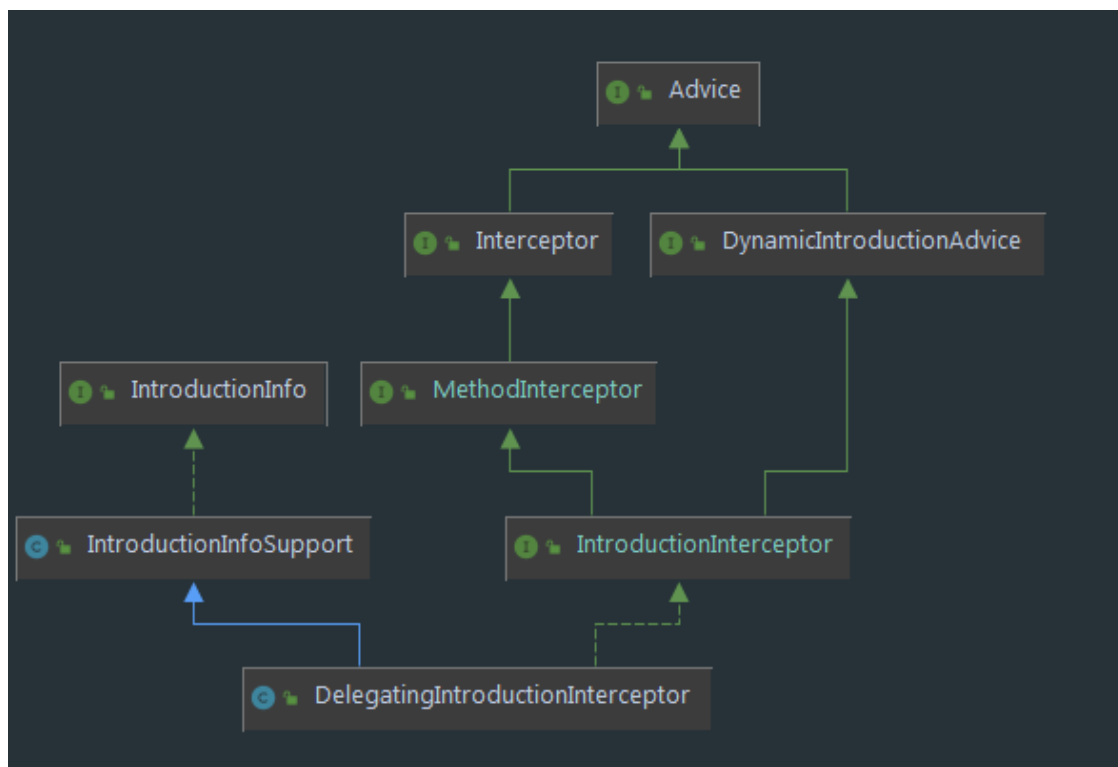 Advice
Interceptor
DynamicIntroductionAdvice
IntroductionInfo
MethodInterceptor
IntroductionInfoSupport
IntroductionInterceptor
DelegatingIntroductionInterceptor